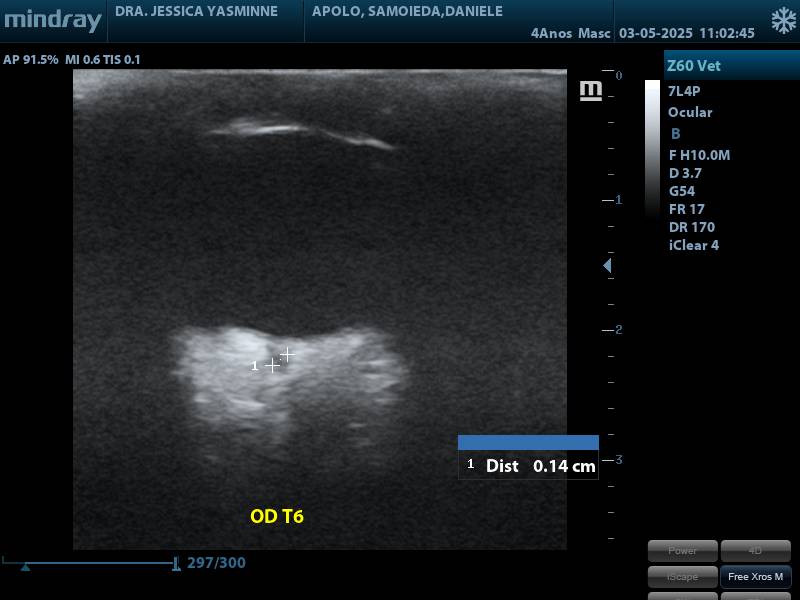 mindray
DRA. JESSICA YASMINNE
APOLO, SAMOIEDA,DANIELE
4Anos Masc
03-05-2025 11:02:45
AP 91.5% MI 0.6 TIS 0.1
Z60 Vet
m
0
7L4P
Ocular
B
F H10.0M
D 3.7
G54
FR 17
DR 170
iClear 4
1
2
1
3
1 Dist 0.14 cm
OD T6
297/300
Power
4D
iScape
Free Xros M